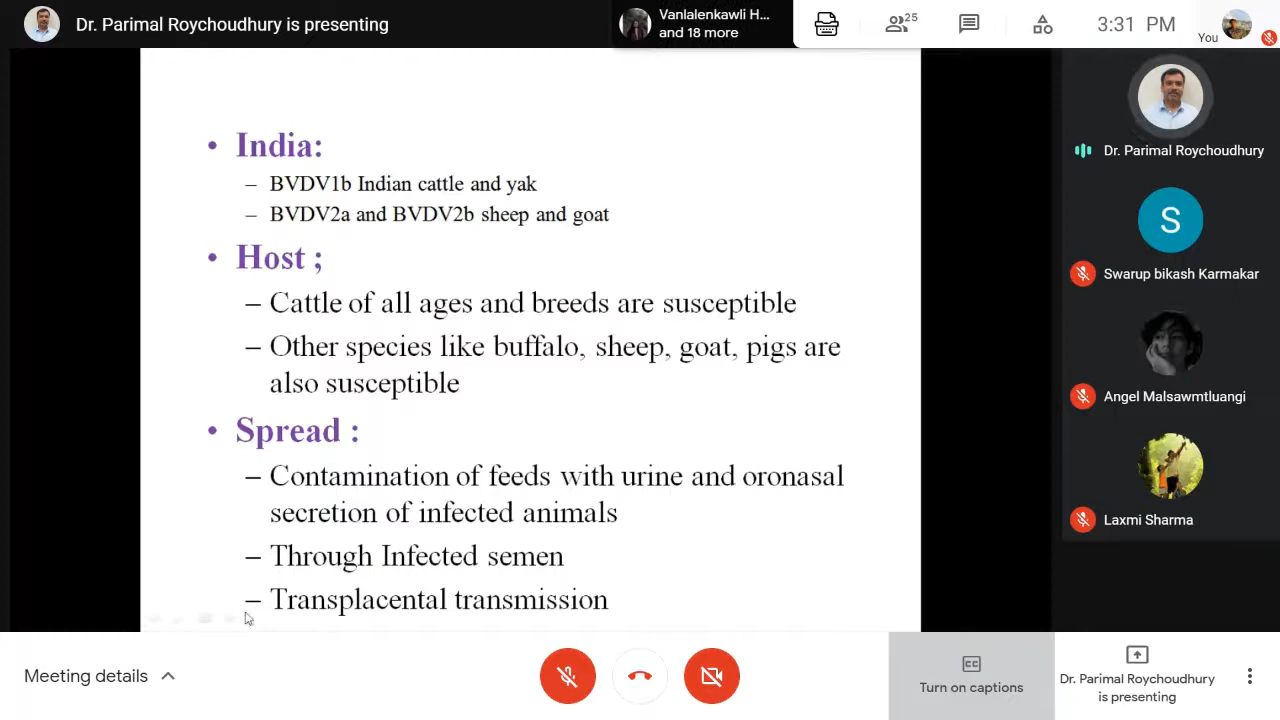 Dr. Parimal Roychoudhury is presenting
Vanlalenkawli H...
and 18 more
25
3:31 PM
You
• India:
– BVDV1b Indian cattle and yak
– BVDV2a and BVDV2b sheep and goat
• Host ;
– Cattle of all ages and breeds are susceptible
– Other species like buffalo, sheep, goat, pigs are
also susceptible
• Spread :
– Contamination of feeds with urine and oronasal
secretion of infected animals
– Through Infected semen
– Transplacental transmission
Dr. Parimal Roychoudhury
S
Swarup bikash Karmakar
Angel Malsawmtluangi
Laxmi Sharma
Meeting details
CC
Turn on captions
Dr. Parimal Roychoudhury
is presenting